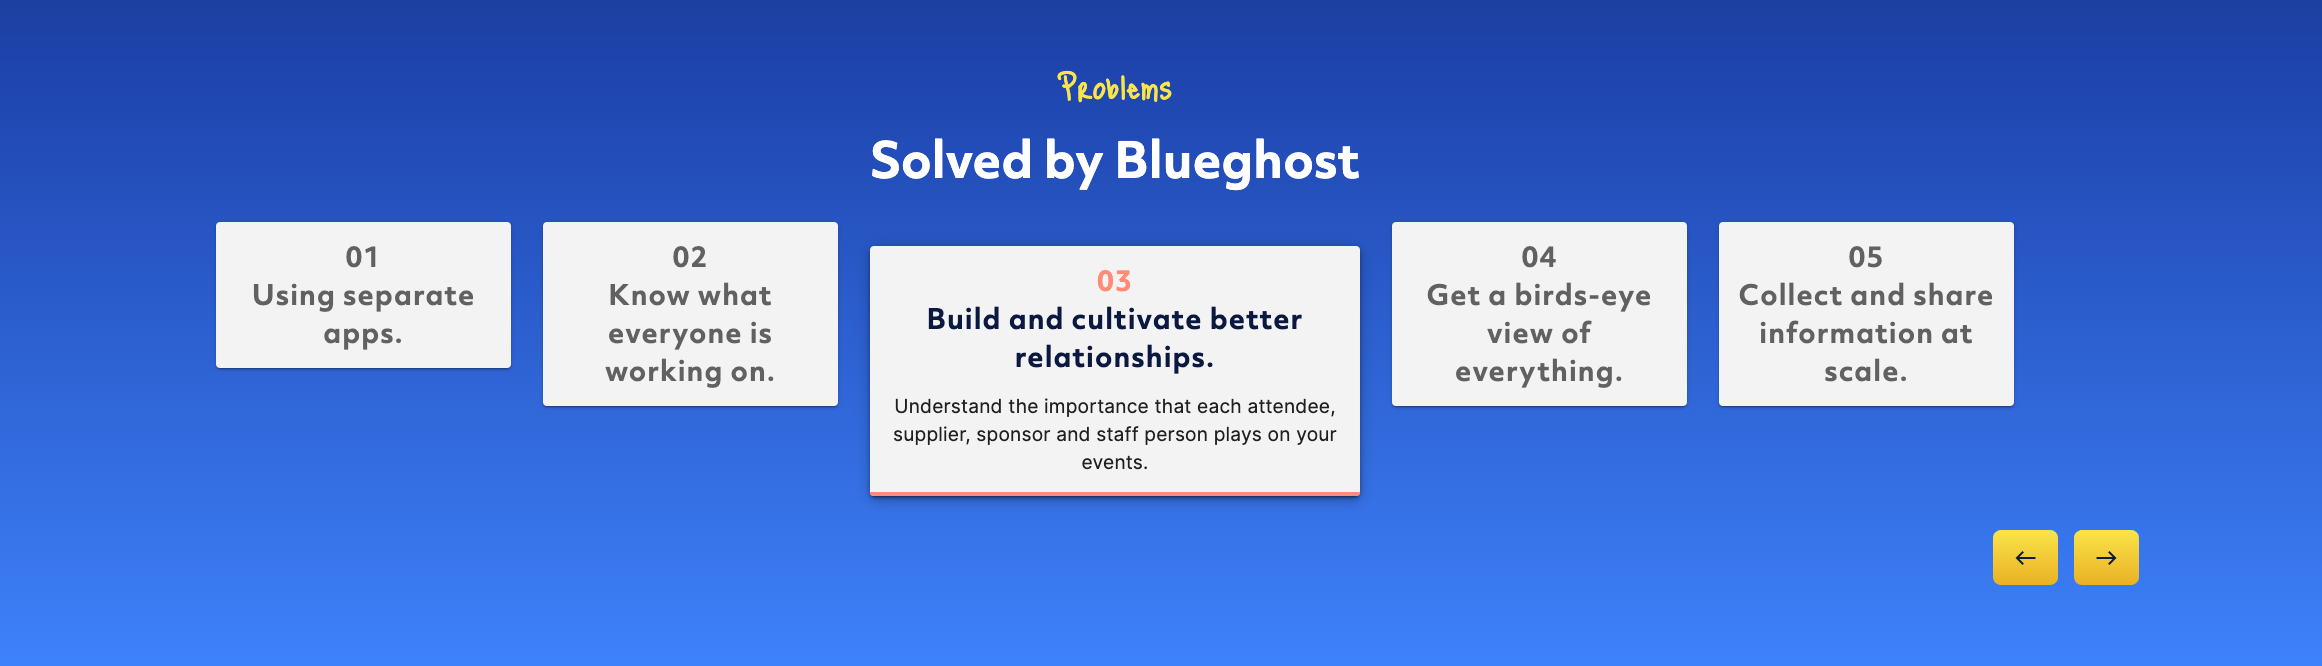 Problems
Solved by Blueghost
01
Using separate
apps.
02
Know what
everyone is
working on.
03
Build and cultivate better
relationships.
Understand the importance that each attendee,
supplier, sponsor and staff person plays on your
events.
04
Get a birds-eye
view of
everything.
05
Collect and share
information at
scale.